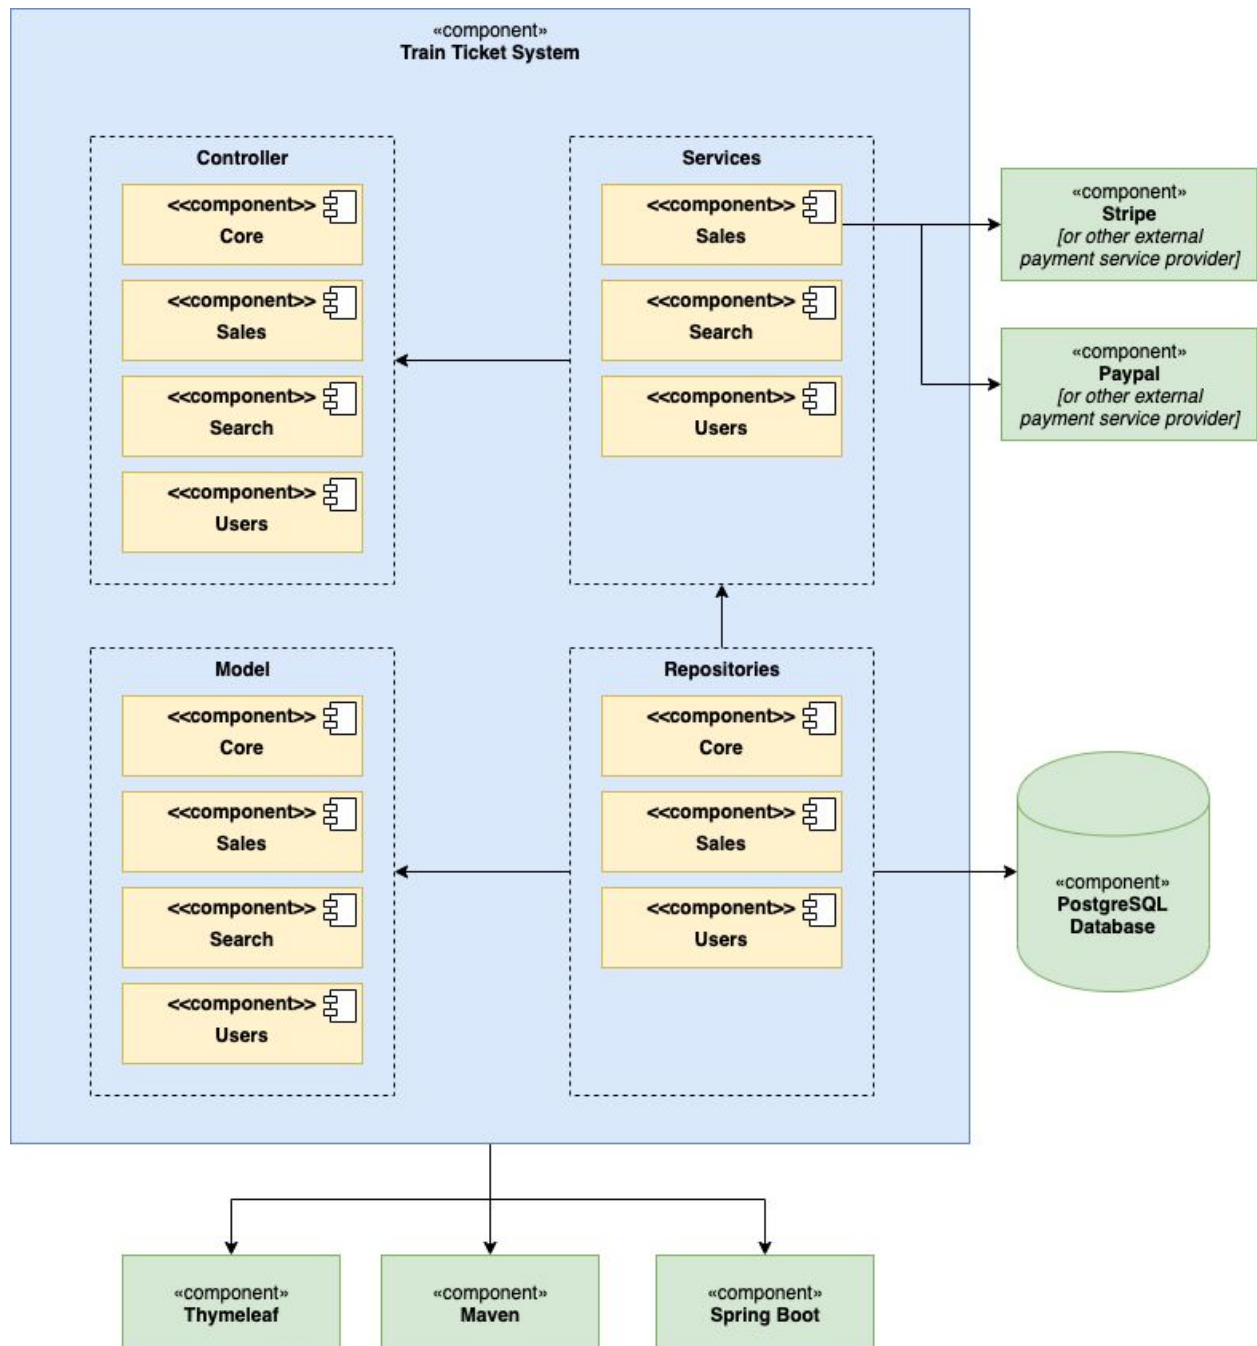 «component»
Train Ticket System
Controller
<<component>>
Core
<<component>>
Sales
<<component>>
Search
<<component>>
Users
Services
<<component>>
Sales
<<component>>
Search
<<component>>
Users
«component»
Stripe
[or other external
payment service provider]
«component»
Paypal
[or other external
payment service provider]
Model
<<component>>
Core
<<component>>
Sales
<<component>>
Search
<<component>>
Users
Repositories
<<component>>
Core
<<component>>
Sales
<<component>>
Users
«component»
PostgreSQL
Database
«component»
Thymeleaf
«component»
Maven
«component»
Spring Boot